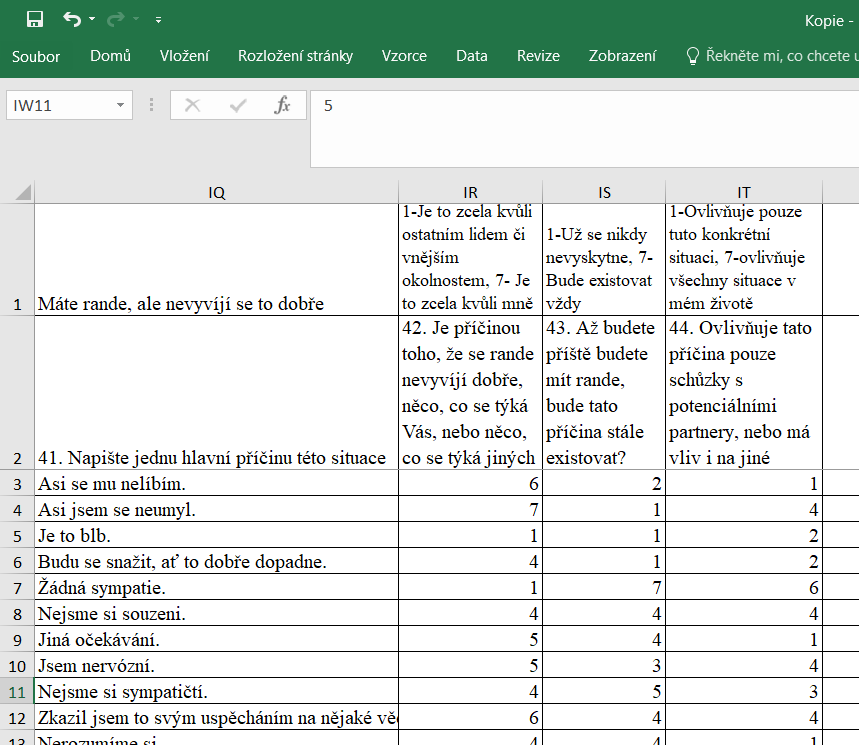 Kopie -
Soubor Domů Vložení Rozložení stránky Vzorce Data Revize Zobrazení Řekněte mi, co chcete u
IW11 fx 5
IQ IR IS IT
1 Máte rande, ale nevyvíjí se to dobře
1-Je to zcela kvůli
ostatním lidem či
vnějším
okolnostem, 7- Je
to zcela kvůli mně
1-Už se nikdy
nevyskytne, 7-
Bude existovat
vždy
1-Ovlivňuje pouze
tuto konkrétní
situaci, 7-ovlivňuje
všechny situace v
mém životě
2 41. Napište jednu hlavní příčinu této situace
42. Je příčinou
toho, že se rande
nevyvíjí dobře,
něco, co se týká
Vás, nebo něco,
co se týká jiných
43. Až budete
příště budete
mít rande,
bude tato
příčina stále
existovat?
44. Ovlivňuje tato
příčina pouze
schůzky s
potenciálními
partnery, nebo má
vliv i na jiné
3 Asi se mu nelíbím. 6 2 1
4 Asi jsem se neumyl. 7 1 4
5 Je to blb. 1 1 2
6 Budu se snažit, ať to dobře dopadne. 4 1 2
7 Žádná sympatie. 1 7 6
8 Nejsme si souzeni. 4 4 4
9 Jiná očekávání. 5 4 1
10 Jsem nervózní. 5 3 4
11 Nejsme si sympatičtí. 4 5 3
12 Zkazil jsem to svým uspěcháním na nějaké vě 6 4 4
13 Nerozumíme si 4 4 1